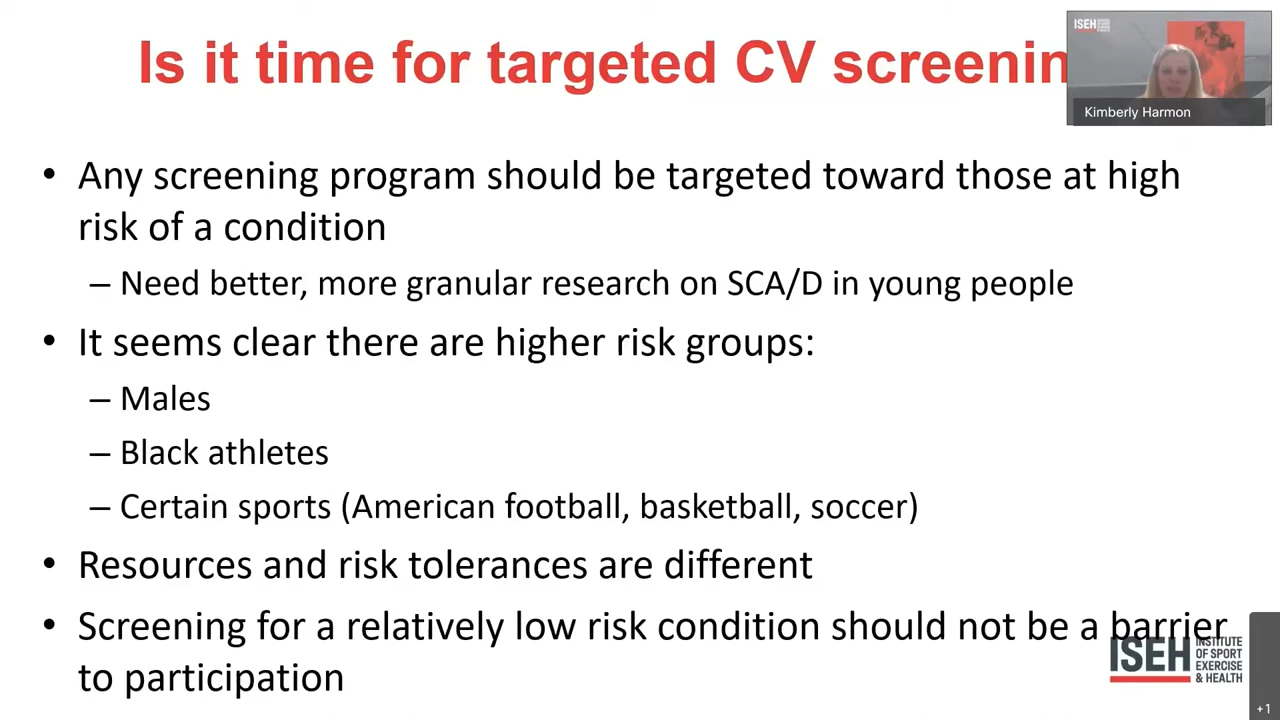 Is it time for targeted CV screenin
ISEH
Kimberly Harmon
• Any screening program should be targeted toward those at high
risk of a condition
– Need better, more granular research on SCA/D in young people
• It seems clear there are higher risk groups:
– Males
– Black athletes
– Certain sports (American football, basketball, soccer)
• Resources and risk tolerances are different
• Screening for a relatively low risk condition should not be a barrier
to participation
ISEH
INSTITUTE
OF SPORT
EXERCISE
& HEALTH
+1